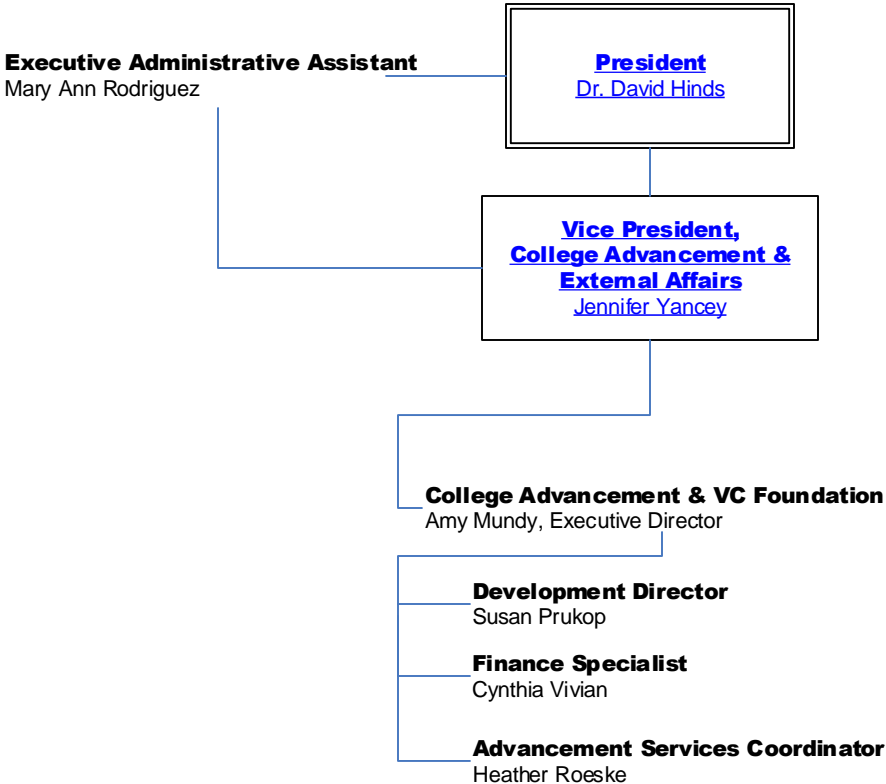 Executive Administrative Assistant
Mary Ann Rodriguez
President
Dr. David Hinds
Vice President,
College Advancement &
External Affairs
Jennifer Yancey
College Advancement & VC Foundation
Amy Mundy, Executive Director
Development Director
Susan Prukop
Finance Specialist
Cynthia Vivian
Advancement Services Coordinator
Heather Roeske